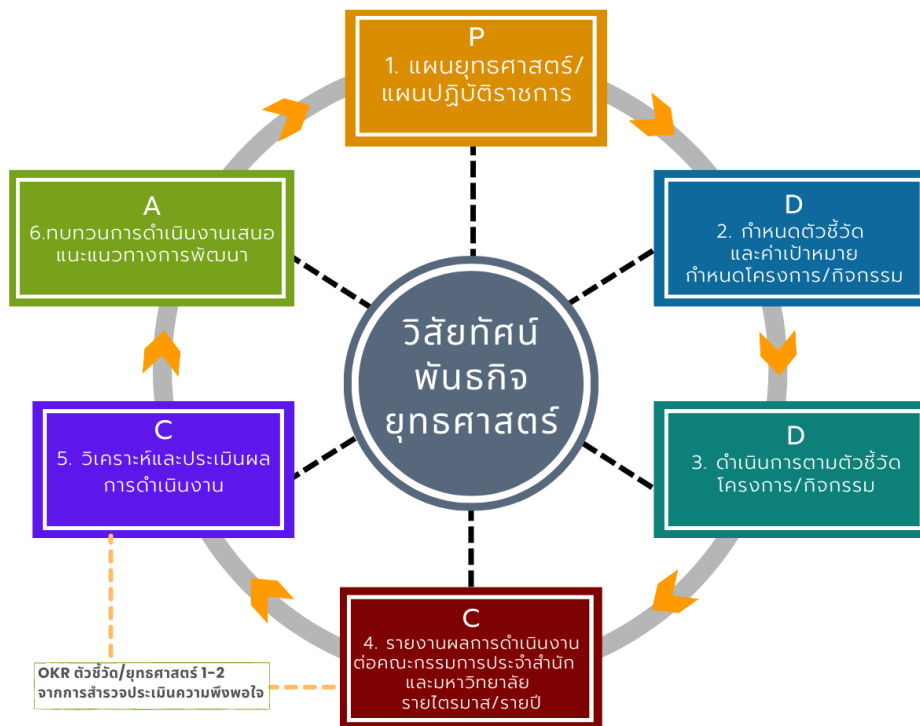 P
1. แผนยุทธศาสตร์/
แผนปฏิบัติราชการ
D
2. กำหนดตัวชี้วัด
และค่าเป้าหมาย
กำหนดโครงการ/กิจกรรม
D
3. ดำเนินการตามตัวชี้วัด
โครงการ/กิจกรรม
C
4. รายงานผลการดำเนินงาน
ต่อคณะกรรมการประจำสำนัก
และมหาวิทยาลัย
รายไตรมาส/รายปี
C
5. วิเคราะห์และประเมินผล
การดำเนินงาน
A
6.ทบทวนการดำเนินงานเสนอ
แนะแนวทางการพัฒนา
วิสัยทัศน์
พันธกิจ
ยุทธศาสตร์
OKR ตัวชี้วัด/ยุทธศาสตร์ 1-2
จากการสำรวจประเมินความพึงพอใจ